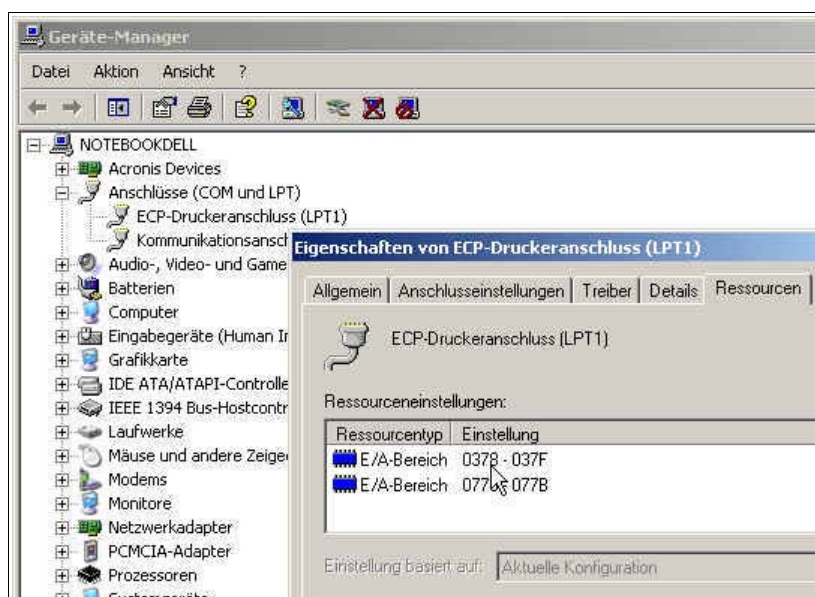 Geräte-Manager
Datei Aktion Ansicht ?
NOTEBOOKDELL
Acronis Devices
Anschlüsse (COM und LPT)
ECP-Druckeranschluss (LPT1)
Kommunikationsansch
Audio-, Video- und Game
Batterien
Computer
Eingabegeräte (Human In
Grafikkarte
IDE ATA/ATAPI-Controlle
IEEE 1394 Bus-Hostcontr
Laufwerke
Mäuse und andere Zeige
Modems
Monitore
Netzwerkadapter
PCMCIA-Adapter
Prozessoren
Systemgeräte
Eigenschaften von ECP-Druckeranschluss (LPT1)
Allgemein Anschlusseinstellungen Treiber Details Ressourcen
ECP-Druckeranschluss (LPT1)
Ressourceneinstellungen:
Ressourcentyp Einstellung
E/A-Bereich 0378 - 037F
E/A-Bereich 077B
Einstellung basiert auf: Aktuelle Konfiguration